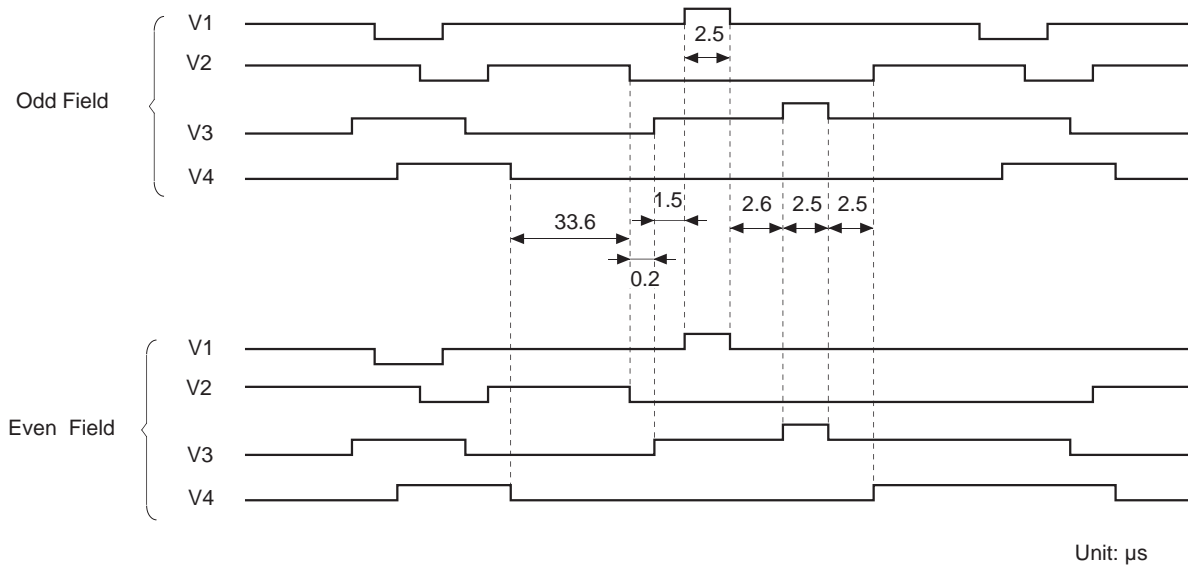 V1
2.5
V2
Odd Field
V3
V4
1.5
2.6 2.5 2.5
33.6
0.2
V1
V2
Even Field
V3
V4
Unit: μs